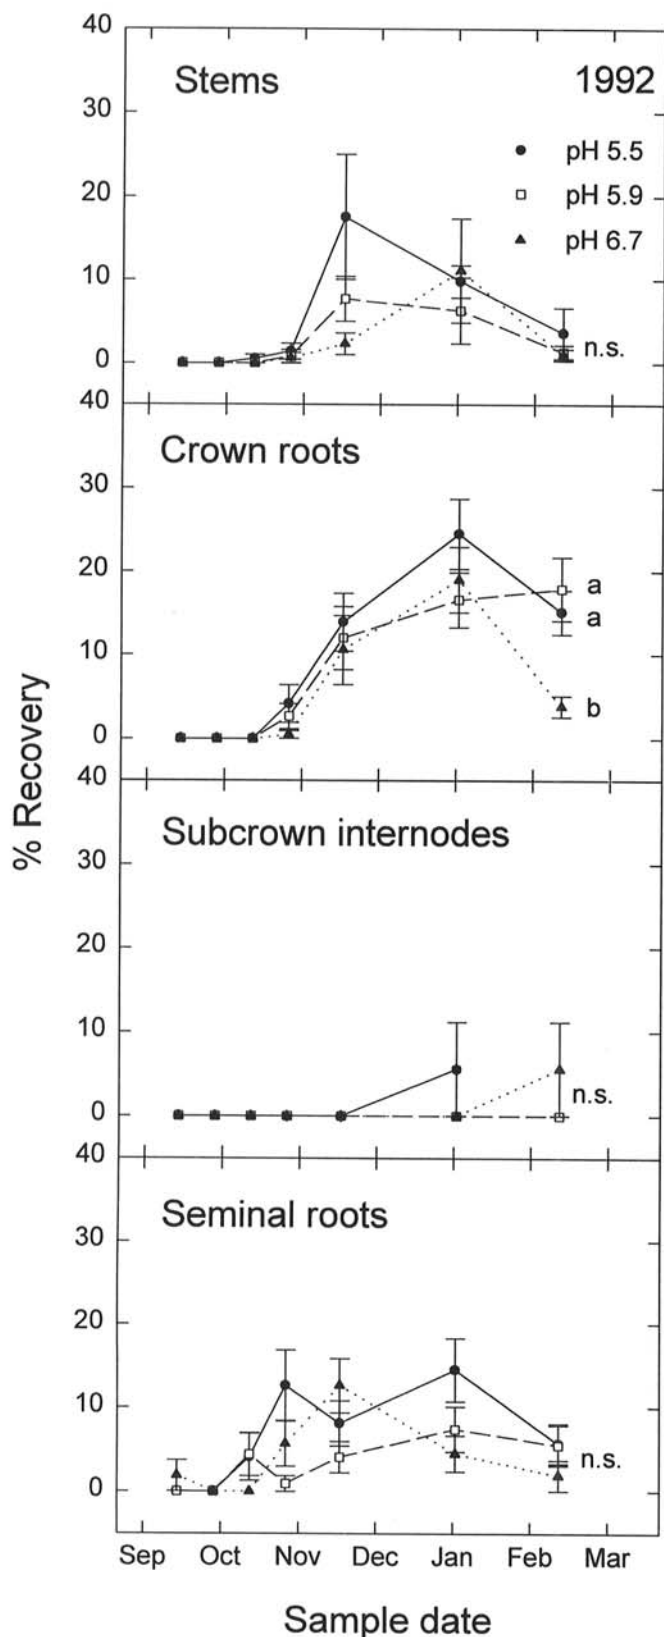 40
Stems 1992
30
pH 5.5
20
pH 5.9
pH 6.7
10
0
n.s.
40
Crown roots
30
20
a
a
10
b
0
% Recovery
40
Subcrown internodes
30
20
10
n.s.
0
40
Seminal roots
30
20
10
n.s.
0
Sep Oct Nov Dec Jan Feb Mar
Sample date